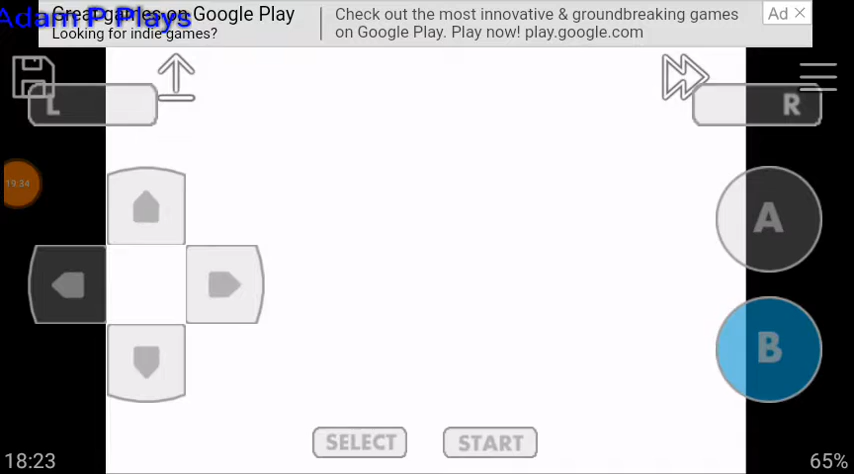 Adam P Plays
Great games on Google Play
Looking for indie games?
Check out the most innovative & groundbreaking games
on Google Play. Play now! play.google.com
Ad
L
R
19:34
A
B
SELECT
START
18:23
65%